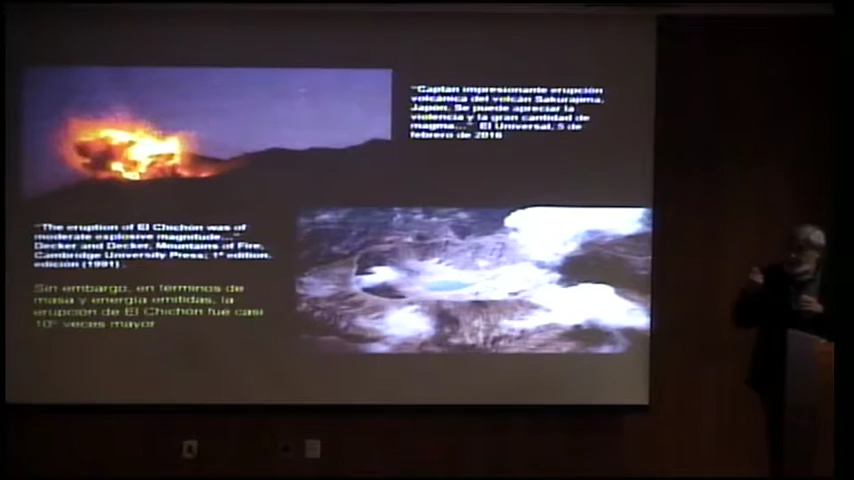 "Captan impresionante erupción
volcánica del volcán Sakurajima,
Japón. Se puede apreciar la
violencia y la gran cantidad de
magma..." El Universal, 5 de
febrero de 2016
"The eruption of El Chichón was of
moderate explosive magnitude..."
Decker and Decker, Mountains of Fire,
Cambridge University Press; 1ª edition.
edición (1991).
Sin embargo, en términos de
masa y energía emitidas, la
erupción de El Chichón fue casi
veces mayor